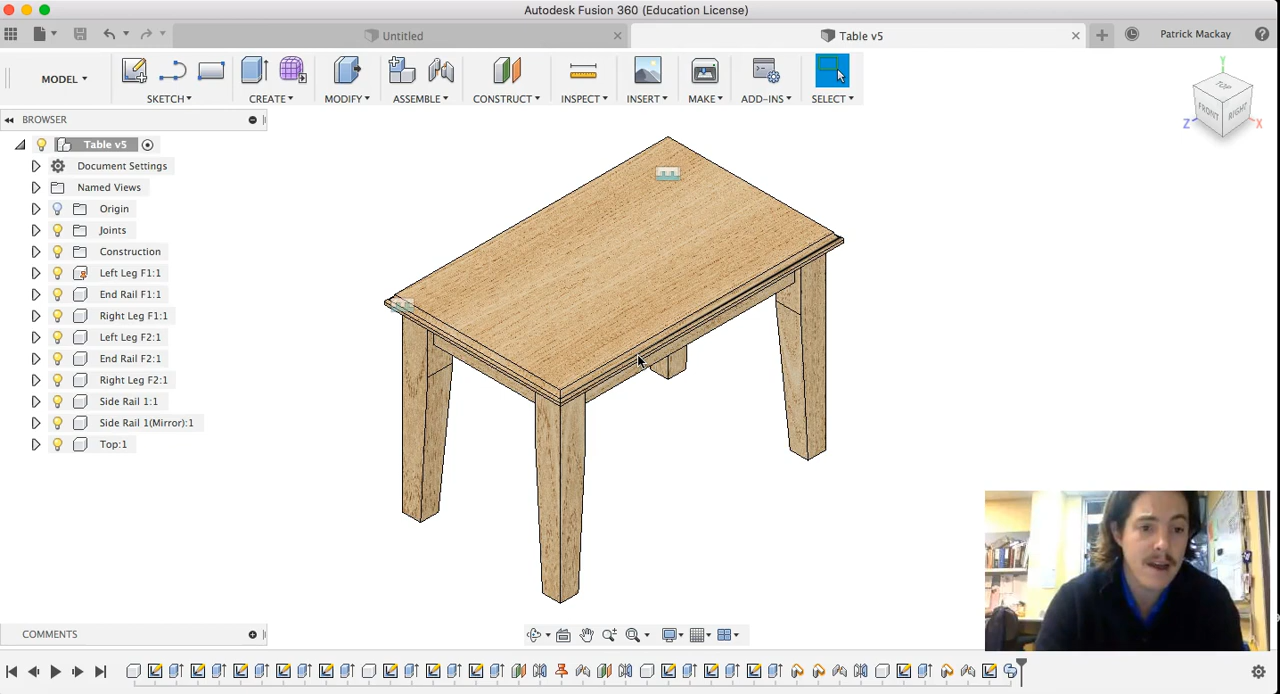 Autodesk Fusion 360 (Education License)
Untitled
Table v5
Patrick Mackay
MODEL
SKETCH
CREATE
MODIFY
ASSEMBLE
CONSTRUCT
INSPECT
INSERT
MAKE
ADD-INS
SELECT
BROWSER
Table v5
Document Settings
Named Views
Origin
Joints
Construction
Left Leg F1:1
End Rail F1:1
Right Leg F1:1
Left Leg F2:1
End Rail F2:1
Right Leg F2:1
Side Rail 1:1
Side Rail 1(Mirror):1
Top:1
Y
TOP
FRONT
RIGHT
Z
X
COMMENTS